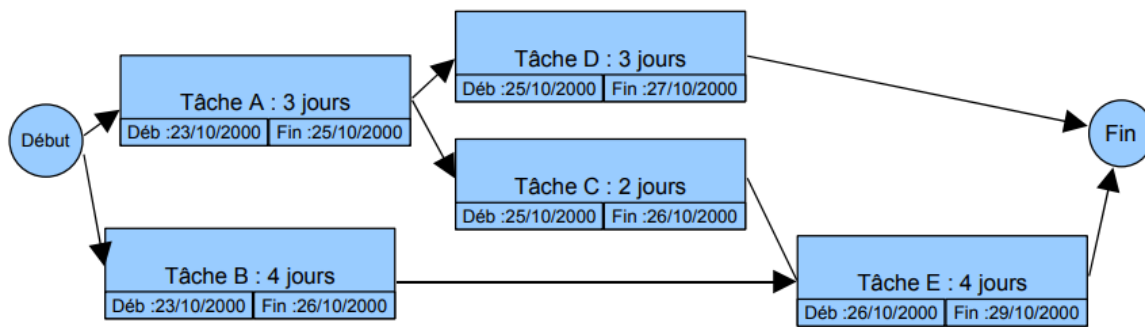 Début
Tâche A : 3 jours
Déb :23/10/2000 Fin :25/10/2000
Tâche B : 4 jours
Déb :23/10/2000 Fin :26/10/2000
Tâche D : 3 jours
Déb :25/10/2000 Fin :27/10/2000
Tâche C : 2 jours
Déb :25/10/2000 Fin :26/10/2000
Tâche E : 4 jours
Déb :26/10/2000 Fin :29/10/2000
Fin